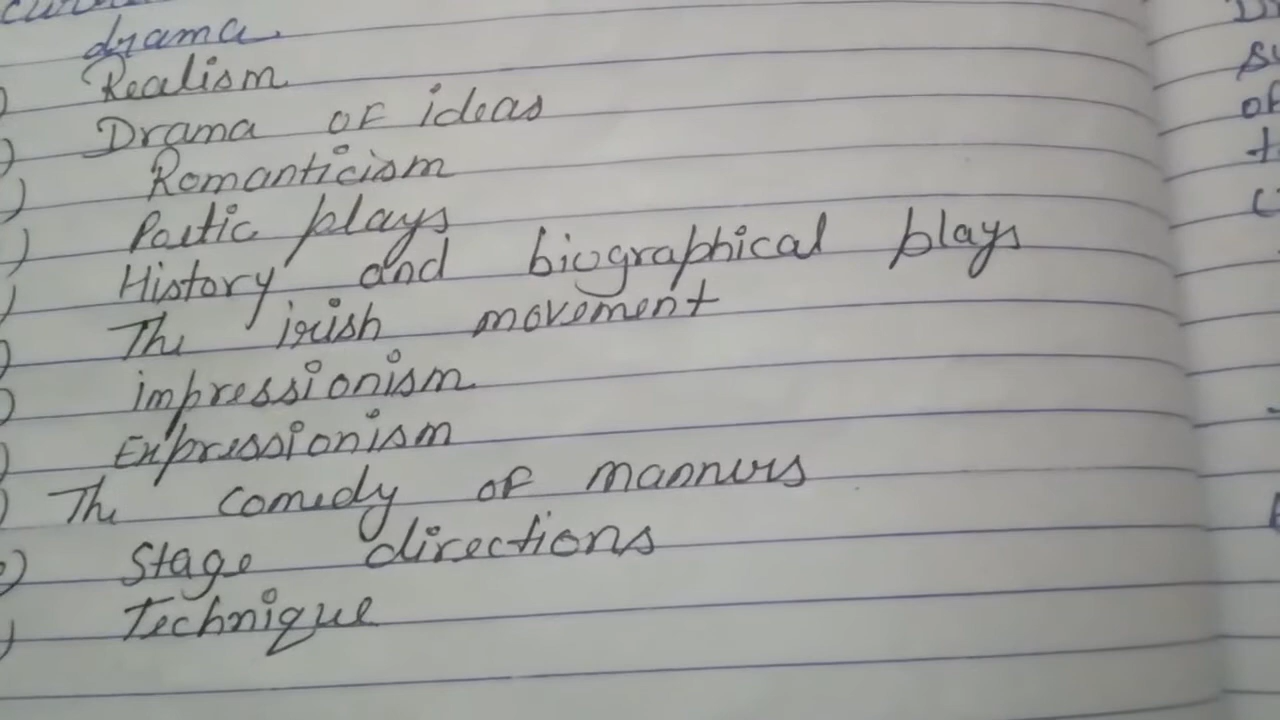 drama.
) Realism
) Drama of ideas
) Romanticism
) Poetic plays
) History and biographical plays
) The irish movement
) impressionism
) Expressionism
) The comedy of manners
) Stage directions
) Technique